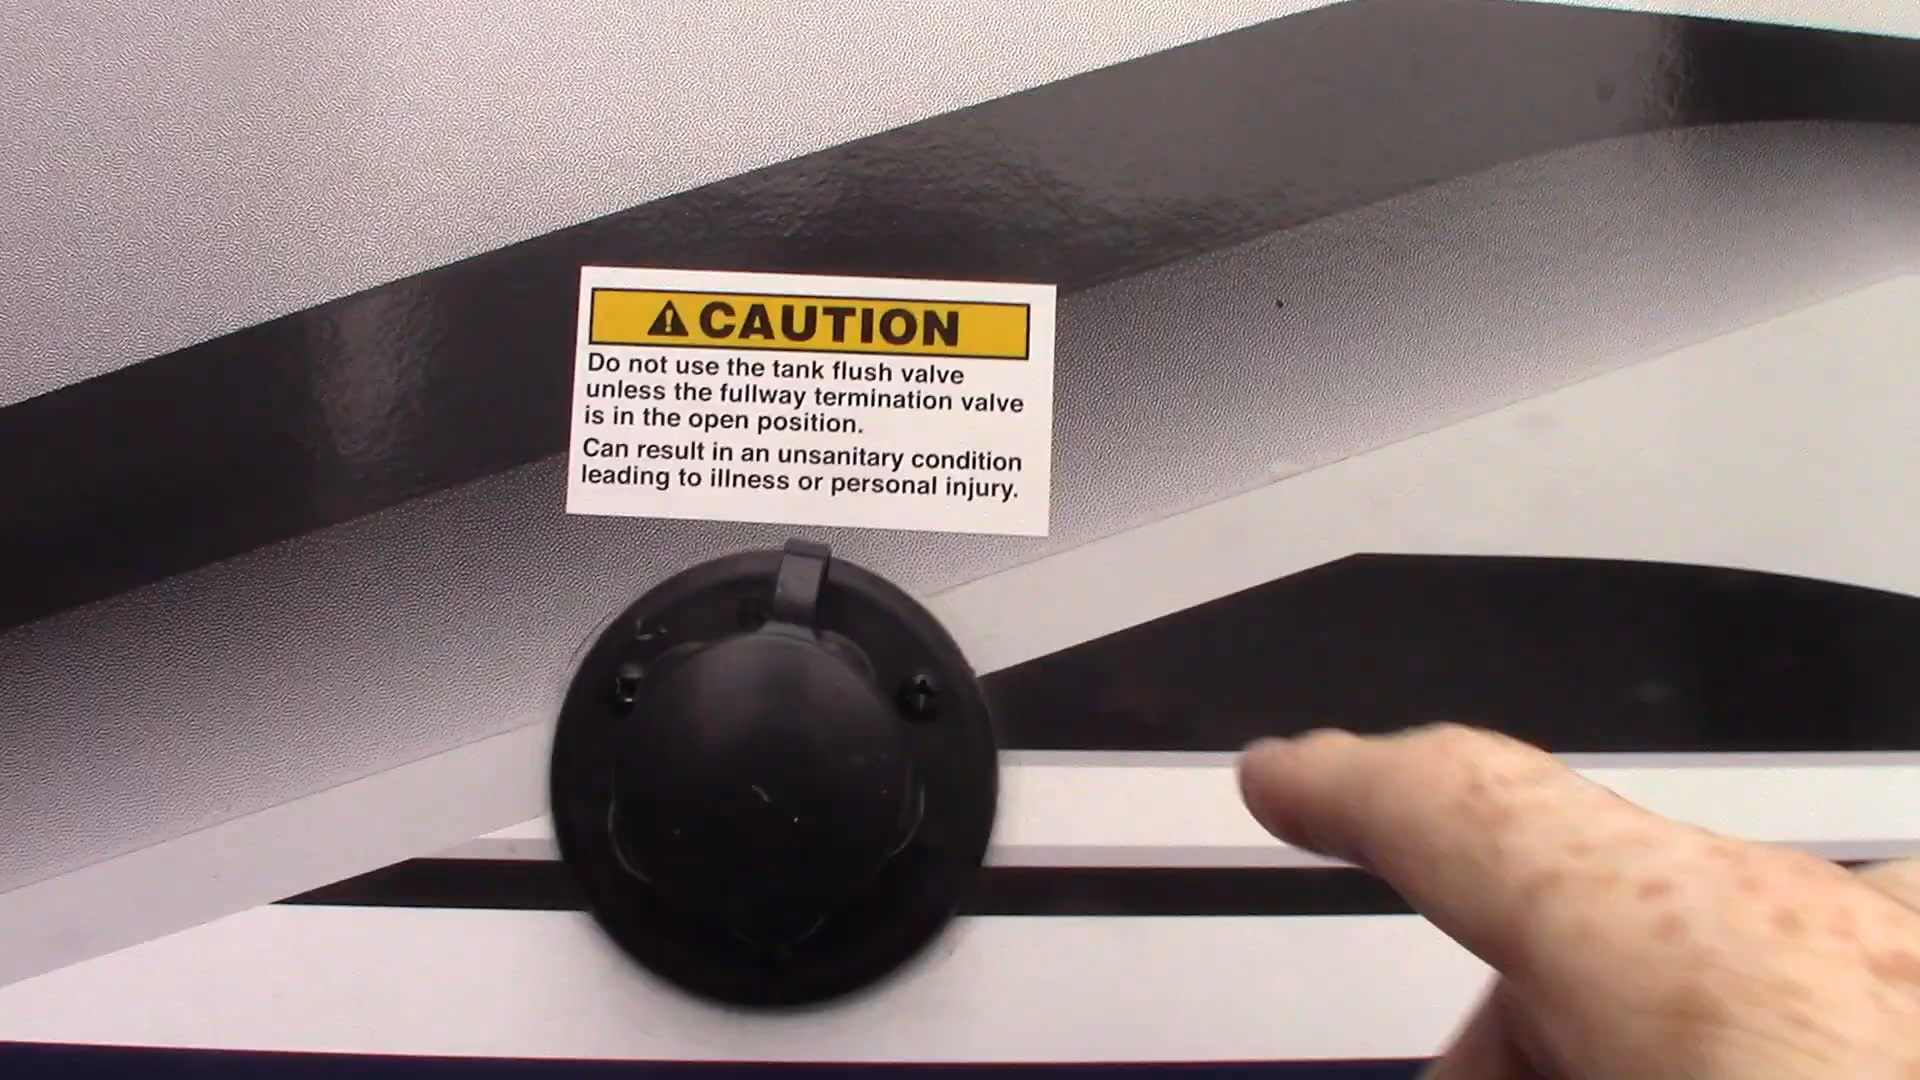 CAUTION
Do not use the tank flush valve
unless the fullway termination valve
is in the open position.
Can result in an unsanitary condition
leading to illness or personal injury.